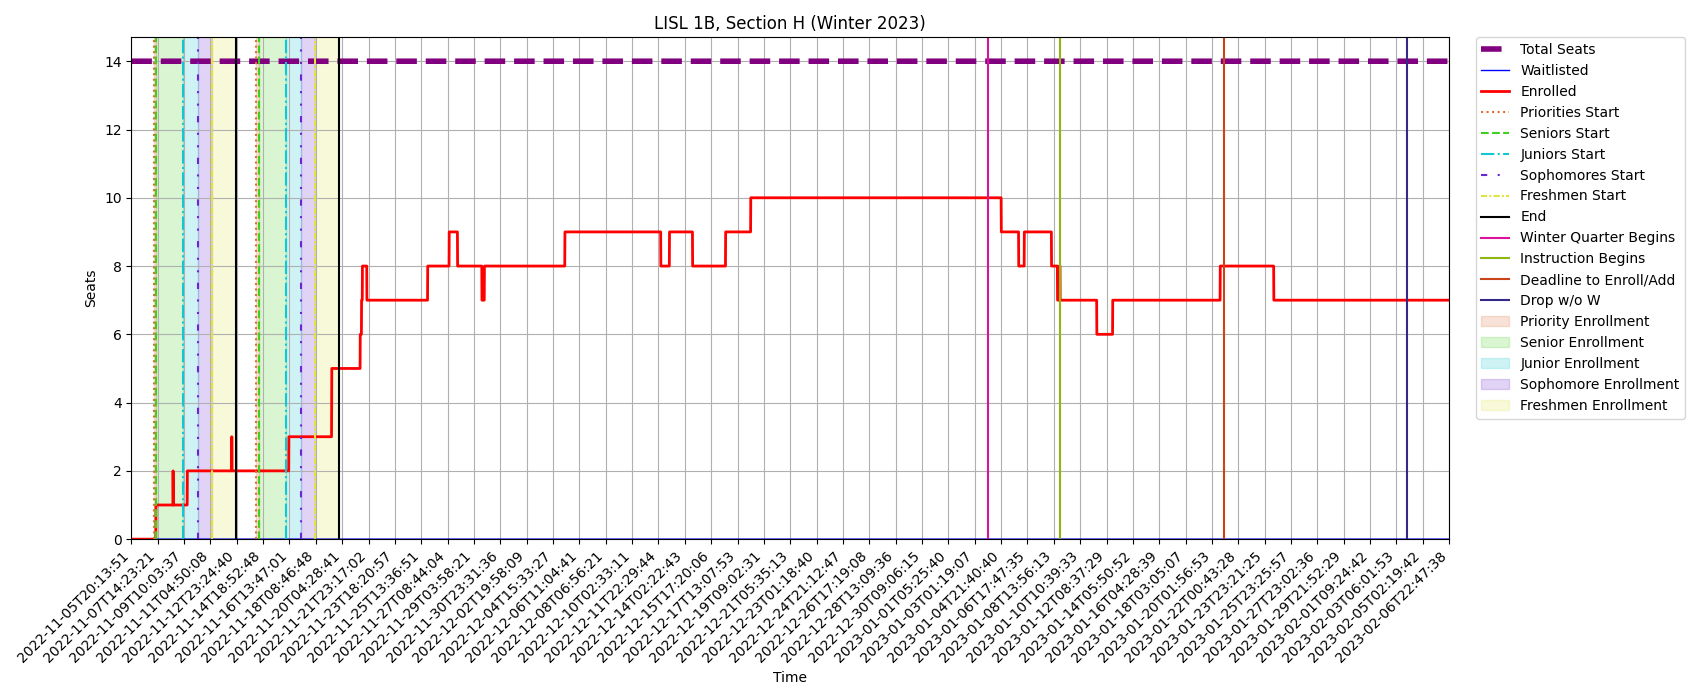 LISL 1B, Section H (Winter 2023)
Seats
14
12
10
8
6
4
2
0
2022-11-05T20:13:51
2022-11-07T14:23:21
2022-11-09T10:03:37
2022-11-11T04:50:08
2022-11-12T23:24:40
2022-11-14T18:52:48
2022-11-16T13:47:01
2022-11-18T08:46:48
2022-11-20T04:28:41
2022-11-21T23:17:02
2022-11-23T18:20:57
2022-11-25T13:36:51
2022-11-27T08:44:04
2022-11-29T03:58:21
2022-11-30T23:31:36
2022-12-02T19:58:09
2022-12-04T15:33:27
2022-12-06T11:04:41
2022-12-08T06:56:21
2022-12-10T02:33:11
2022-12-11T22:29:44
2022-12-14T02:22:43
2022-12-15T17:20:06
2022-12-17T13:07:53
2022-12-19T09:02:31
2022-12-21T05:35:13
2022-12-23T01:18:40
2022-12-24T21:12:47
2022-12-26T17:19:08
2022-12-28T13:09:36
2022-12-30T09:06:15
2023-01-01T05:25:40
2023-01-03T01:19:07
2023-01-04T21:40:40
2023-01-06T17:47:35
2023-01-08T13:56:13
2023-01-10T10:39:33
2023-01-12T08:37:29
2023-01-14T05:50:52
2023-01-16T04:28:39
2023-01-18T03:05:07
2023-01-20T01:56:53
2023-01-22T00:43:28
2023-01-23T23:21:25
2023-01-25T23:25:57
2023-01-27T23:02:36
2023-01-29T21:52:29
2023-02-01T09:24:42
2023-02-03T06:01:53
2023-02-05T02:19:42
2023-02-06T22:47:38
Time
Total Seats
Waitlisted
Enrolled
Priorities Start
Seniors Start
Juniors Start
Sophomores Start
Freshmen Start
End
Winter Quarter Begins
Instruction Begins
Deadline to Enroll/Add
Drop w/o W
Priority Enrollment
Senior Enrollment
Junior Enrollment
Sophomore Enrollment
Freshmen Enrollment